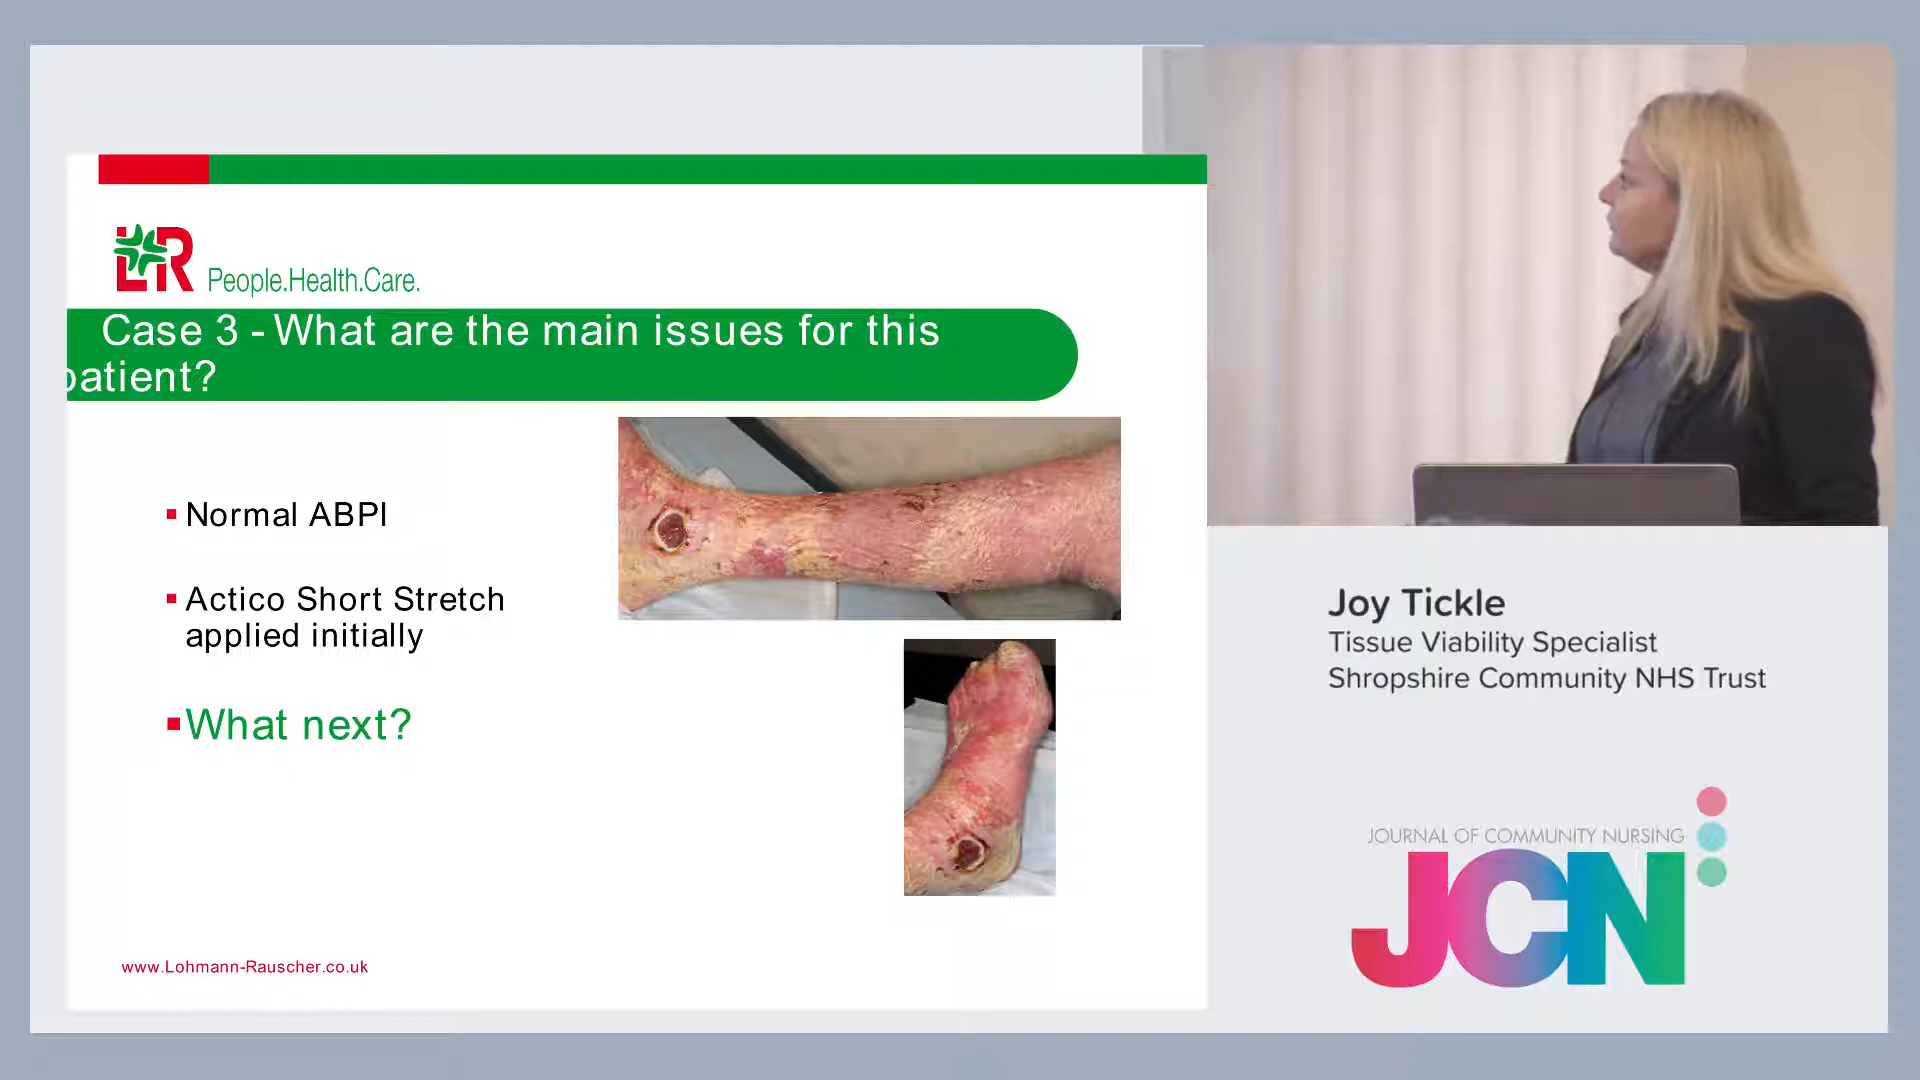 L&R People.Health.Care.
Case 3 - What are the main issues for this
patient?
▪ Normal ABPI
▪ Actico Short Stretch
applied initially
▪ What next?
www.Lohmann-Rauscher.co.uk
Joy Tickle
Tissue Viability Specialist
Shropshire Community NHS Trust
JOURNAL OF COMMUNITY NURSING
JCN